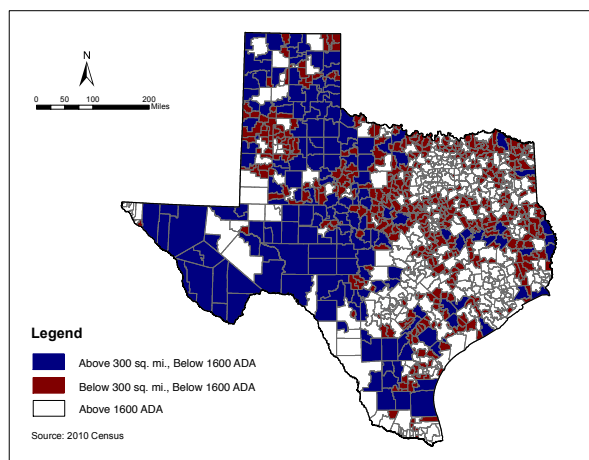 N
0 50 100 200
Miles
Legend
Above 300 sq. mi., Below 1600 ADA
Below 300 sq. mi., Below 1600 ADA
Above 1600 ADA
Source: 2010 Census